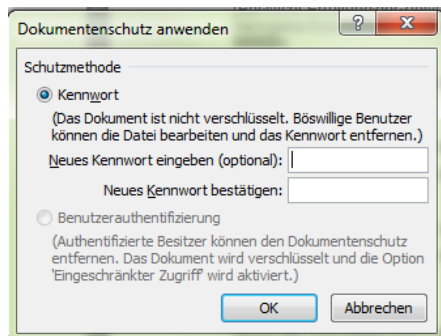 Dokumentenschutz anwenden
Schutzmethode
Kennwort
(Das Dokument ist nicht verschlüsselt. Böswillige Benutzer
können die Datei bearbeiten und das Kennwort entfernen.)
Neues Kennwort eingeben (optional):
Neues Kennwort bestätigen:
Benutzerauthentifizierung
(Authentifizierte Besitzer können den Dokumentenschutz
entfernen. Das Dokument wird verschlüsselt und die Option
'Eingeschränkter Zugriff' wird aktiviert.)
OK Abbrechen